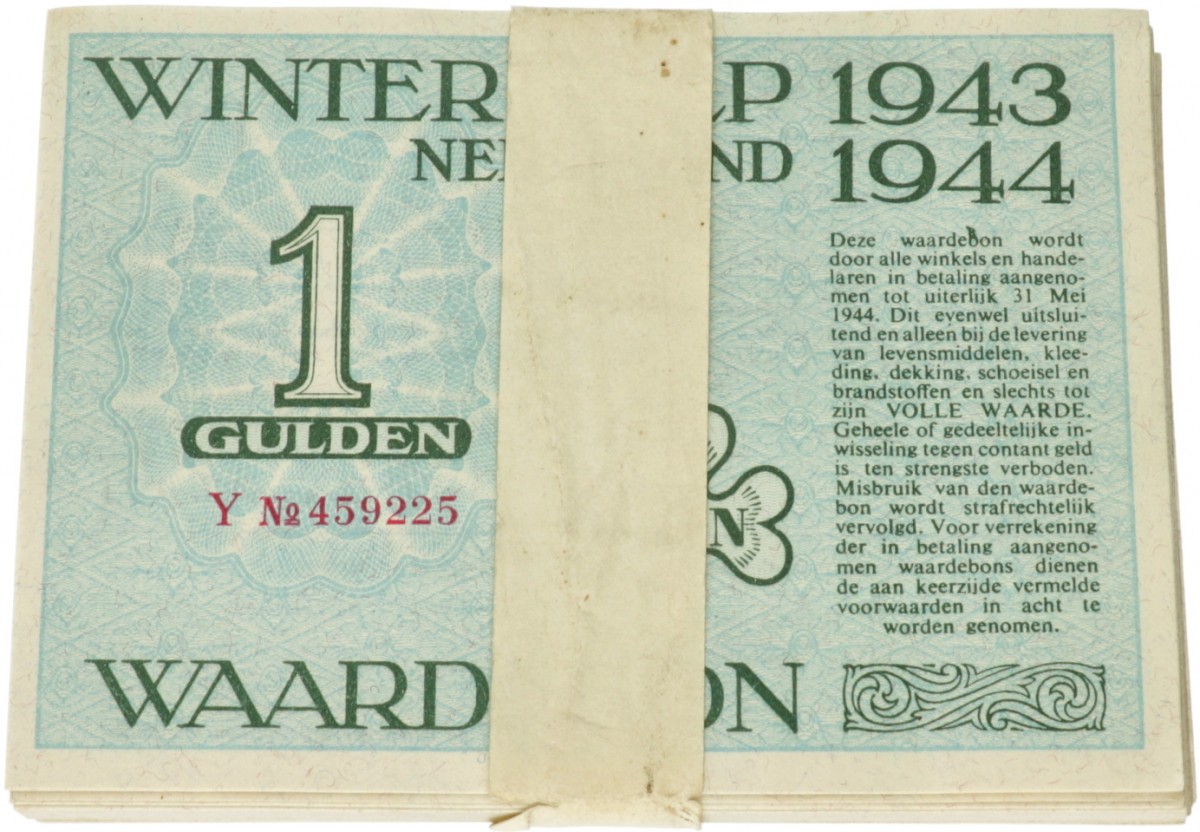 WINTER LP 1943
NE ND 1944
1
GULDEN
Y № 459225
N
Deze waardebon wordt
door alle winkels en hande-
laren in betaling aangeno-
men tot uiterlijk 31 Mei
1944. Dit evenwel uitslui-
tend en alleen bij de levering
van levensmiddelen, klee-
ding, dekking, schoeisel en
brandstoffen en slechts tot
zijn VOLLE WAARDE.
Geheele of gedeeltelijke in-
wisseling tegen contant geld
is ten strengste verboden.
Misbruik van den waarde-
bon wordt strafrechtelijk
vervolgd. Voor verrekening
der in betaling aangeno-
men waardebons dienen
de aan keerzijde vermelde
voorwaarden in acht te
worden genomen.
WAARD ON